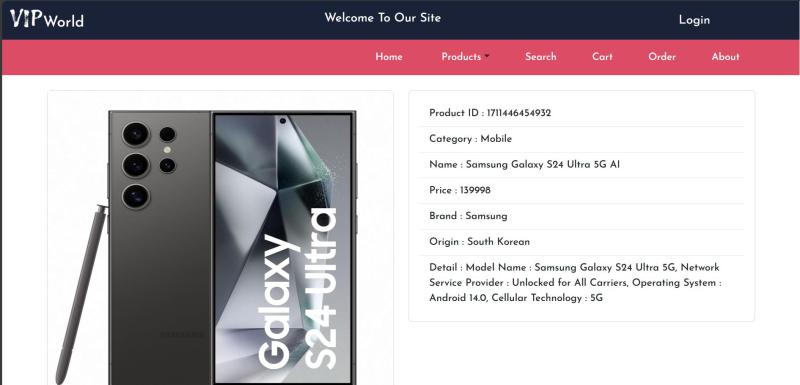 VIPWorld
Welcome To Our Site
Login
Home
Products
Search
Cart
Order
About
Galaxy
S24 Ultra
SAMSUNG
Product ID : 1711446454932
Category : Mobile
Name : Samsung Galaxy S24 Ultra 5G AI
Price : 139998
Brand : Samsung
Origin : South Korean
Detail : Model Name : Samsung Galaxy S24 Ultra 5G, Network
Service Provider : Unlocked for All Carriers, Operating System :
Android 14.0, Cellular Technology : 5G